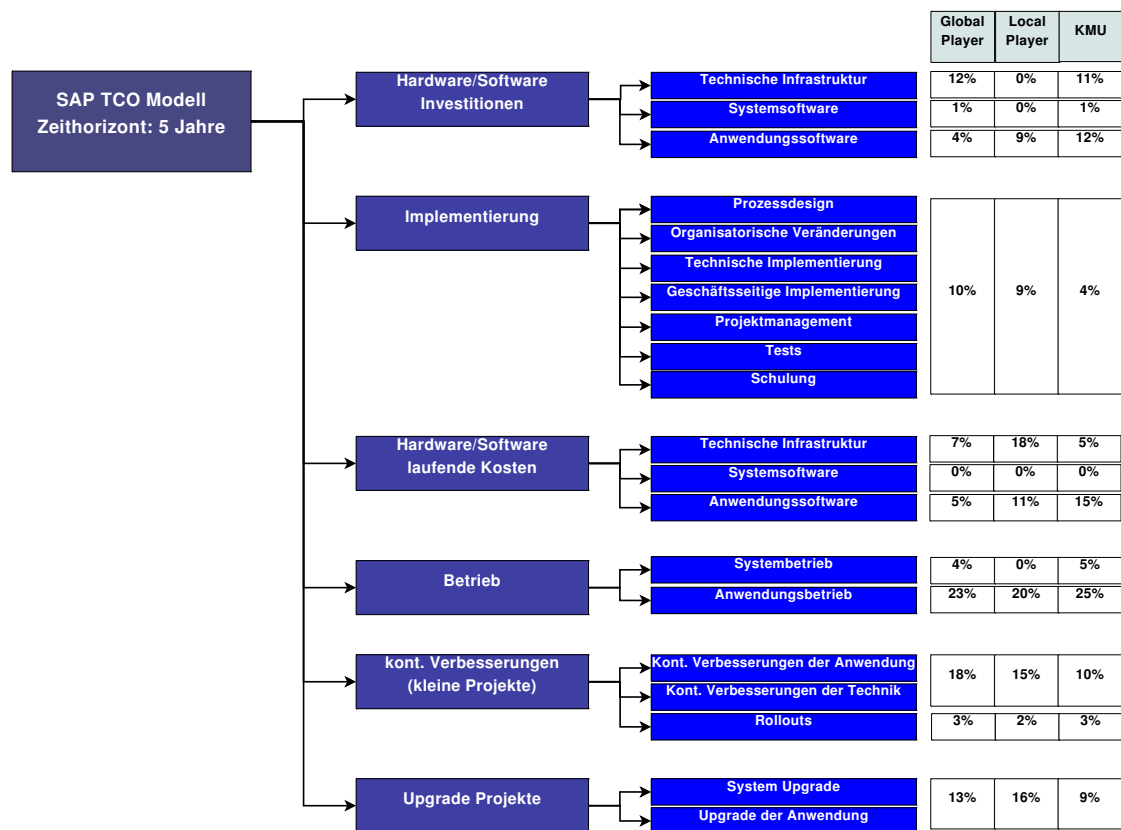 Global Player
Local Player
KMU
SAP TCO Modell
Zeithorizont: 5 Jahre
Hardware/Software
Investitionen
Technische Infrastruktur
12%
0%
11%
Systemsoftware
1%
0%
1%
Anwendungssoftware
4%
9%
12%
Implementierung
Prozessdesign
Organisatorische Veränderungen
Technische Implementierung
Geschäftsseitige Implementierung
Projektmanagement
Tests
Schulung
10%
9%
4%
Hardware/Software
laufende Kosten
Technische Infrastruktur
7%
18%
5%
Systemsoftware
0%
0%
0%
Anwendungssoftware
5%
11%
15%
Betrieb
Systembetrieb
4%
0%
5%
Anwendungsbetrieb
23%
20%
25%
kont. Verbesserungen
(kleine Projekte)
Kont. Verbesserungen der Anwendung
Kont. Verbesserungen der Technik
18%
15%
10%
Rollouts
3%
2%
3%
Upgrade Projekte
System Upgrade
Upgrade der Anwendung
13%
16%
9%